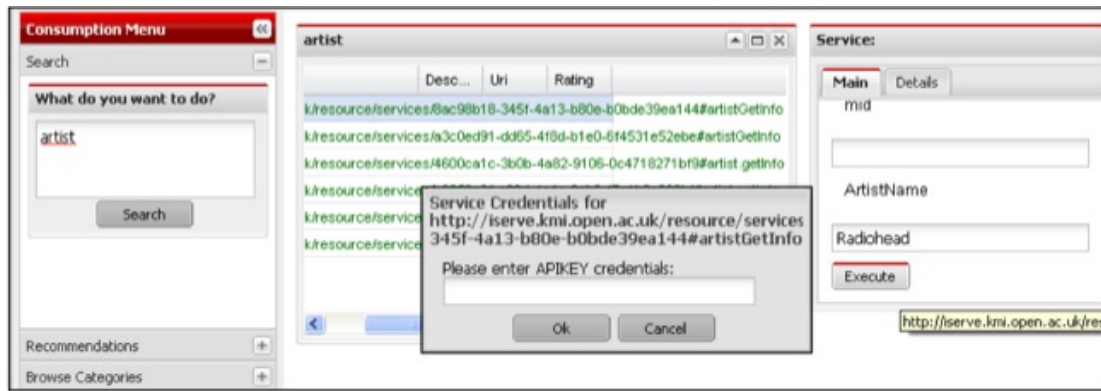 Consumption Menu
Search
What do you want to do?
artist
Search
Recommendations
Browse Categories
artist
Desc... Uri Rating
k/resource/services/8ac98b18-345f-4a13-b80e-b0bde39ea144#artistGetInfo
k/resource/services/a3c0ed91-dd65-4f8d-b1e0-6f4531e52ebe#artistGetInfo
k/resource/services/4600ca1c-3b0b-4a82-9106-0c4718271bf9#artist.getInfo
k/resource/service
k/resource/service
k/resource/service
Service Credentials for
http://iserve.kmi.open.ac.uk/resource/services
345f-4a13-b80e-b0bde39ea144#artistGetInfo
Please enter APIKEY credentials:
Ok Cancel
Service:
Main Details
mid
ArtistName
Radiohead
Execute
http://iserve.kmi.open.ac.uk/res